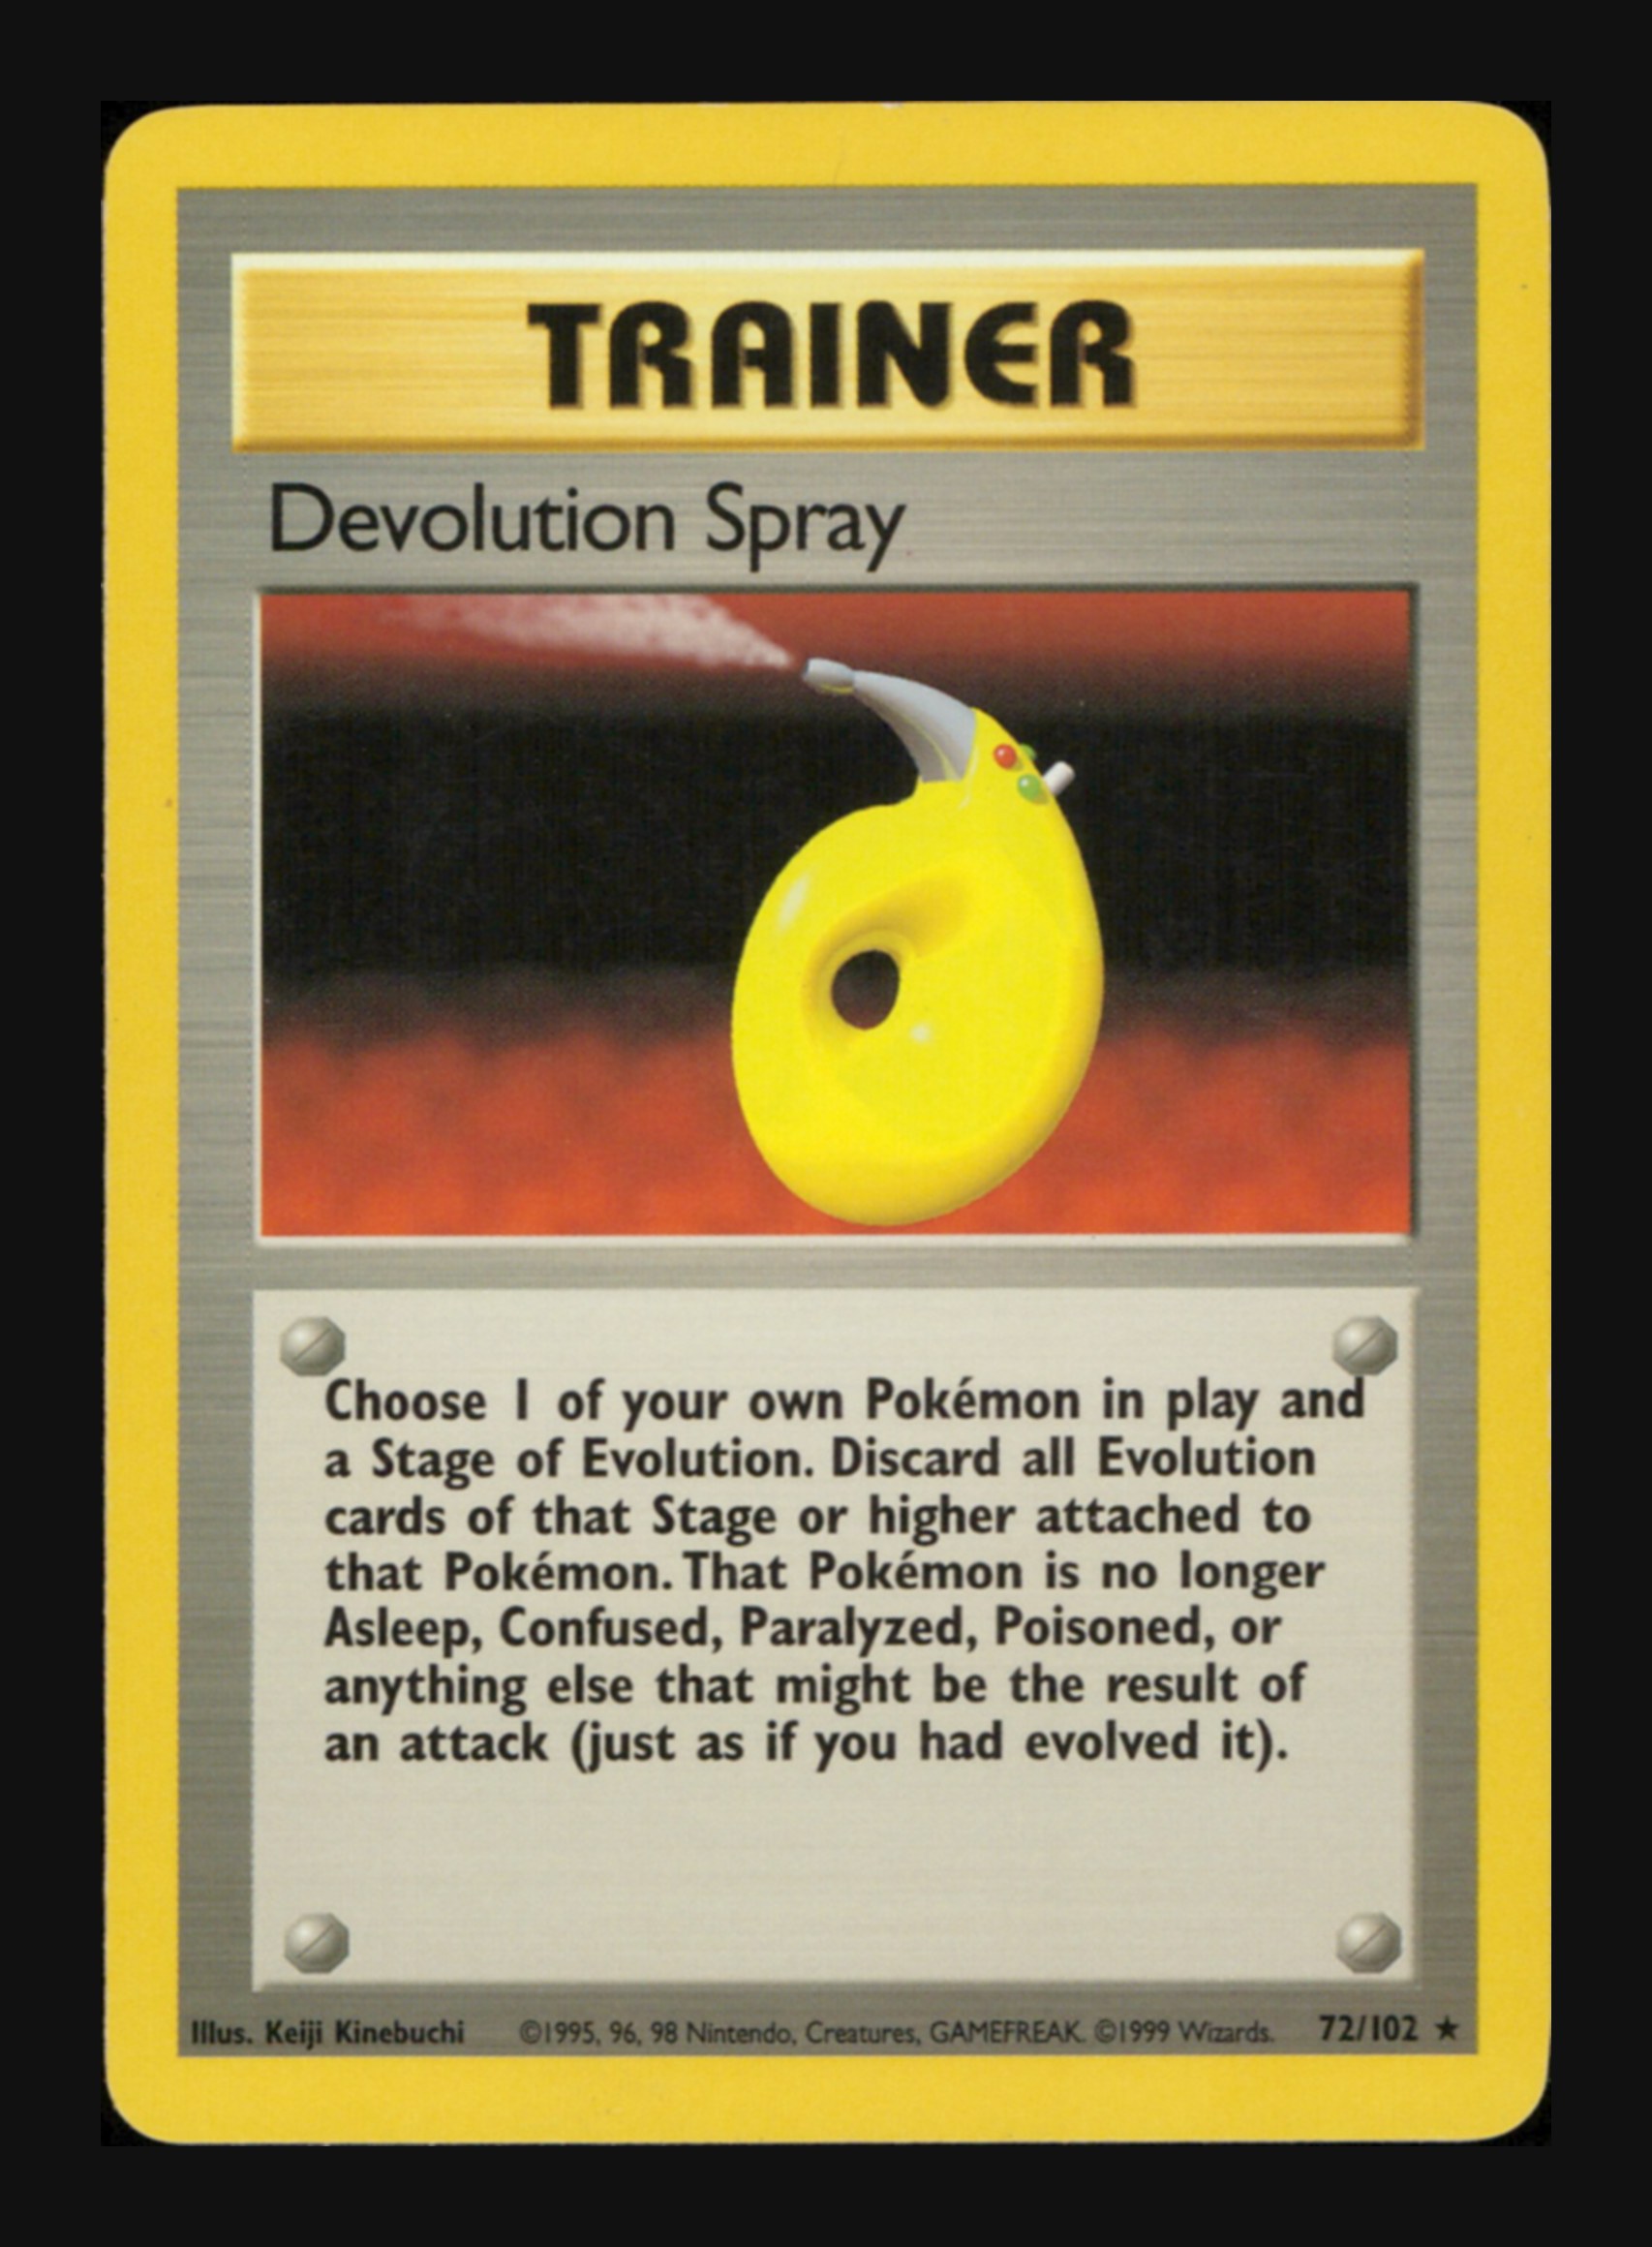 TRAINER
Devolution Spray
Choose 1 of your own Pokémon in play and
a Stage of Evolution. Discard all Evolution
cards of that Stage or higher attached to
that Pokémon. That Pokémon is no longer
Asleep, Confused, Paralyzed, Poisoned, or
anything else that might be the result of
an attack (just as if you had evolved it).
Illus. Keiji Kinebuchi ©1995, 96, 98 Nintendo, Creatures, GAMEFREAK. ©1999 Wizards. 72/102 ★